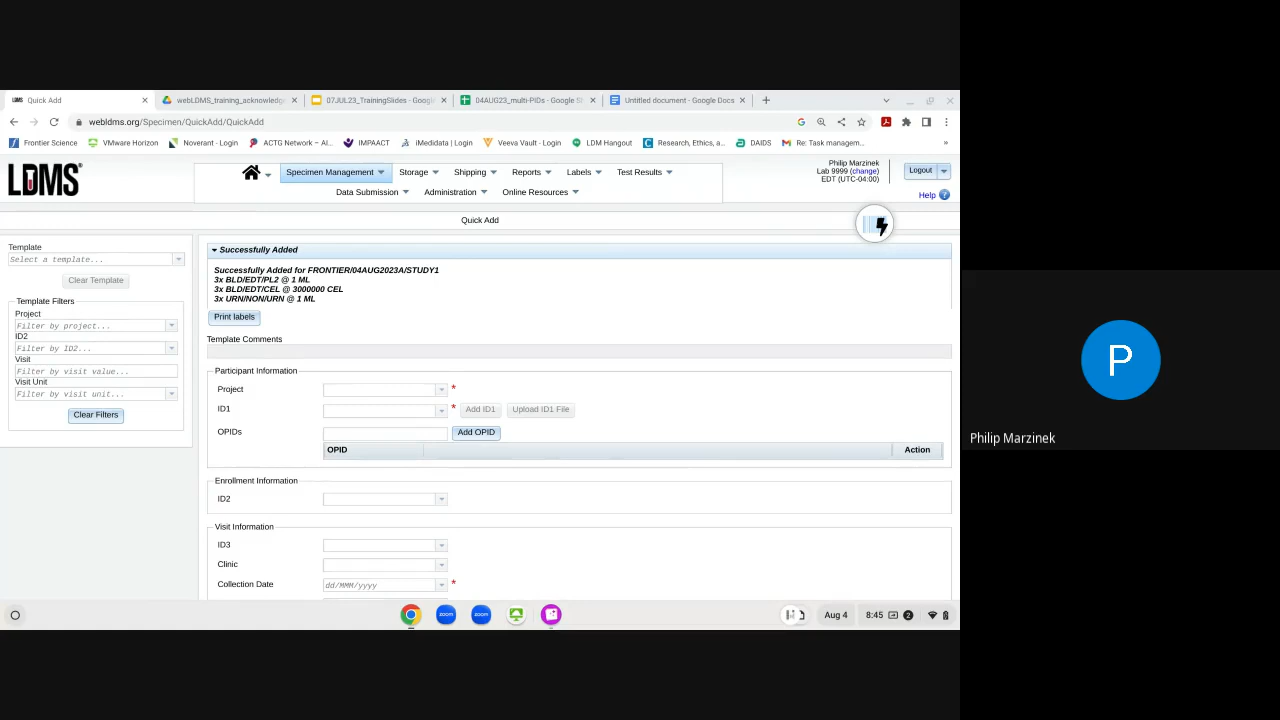 Quick Add
webLDMS_training_acknowledg
07JUL23_TrainingSlides - Google
04AUG23_multi-PIDs - Google S
Untitled document - Google Docs
webldms.org/Specimen/QuickAdd/QuickAdd
Frontier Science
VMware Horizon
Noverant · Login
ACTG Network – Al...
IMPAACT
iMedidata | Login
Veeva Vault · Login
LDM Hangout
Research, Ethics, a...
DAIDS
Re: Task managem...
»
LDMS®
Specimen Management
Storage
Shipping
Reports
Labels
Test Results
Data Submission
Administration
Online Resources
Philip Marzinek
Lab 9999 (change)
EDT (UTC-04:00)
Logout
Help ?
Quick Add
Template
Select a template...
Clear Template
Template Filters
Project
Filter by project...
ID2
Filter by ID2...
Visit
Filter by visit value...
Visit Unit
Filter by visit unit...
Clear Filters
Successfully Added
Successfully Added for FRONTIER/04AUG2023A/STUDY1
3x BLD/EDT/PL2 @ 1 ML
3x BLD/EDT/CEL @ 3000000 CEL
3x URN/NON/URN @ 1 ML
Print labels
Template Comments
Participant Information
Project *
ID1 * Add ID1 Upload ID1 File
OPIDs Add OPID
OPID Action
Enrollment Information
ID2
Visit Information
ID3
Clinic
Collection Date dd/MMM/yyyy *
zoom
zoom
Aug 4
8:45
2
P
Philip Marzinek